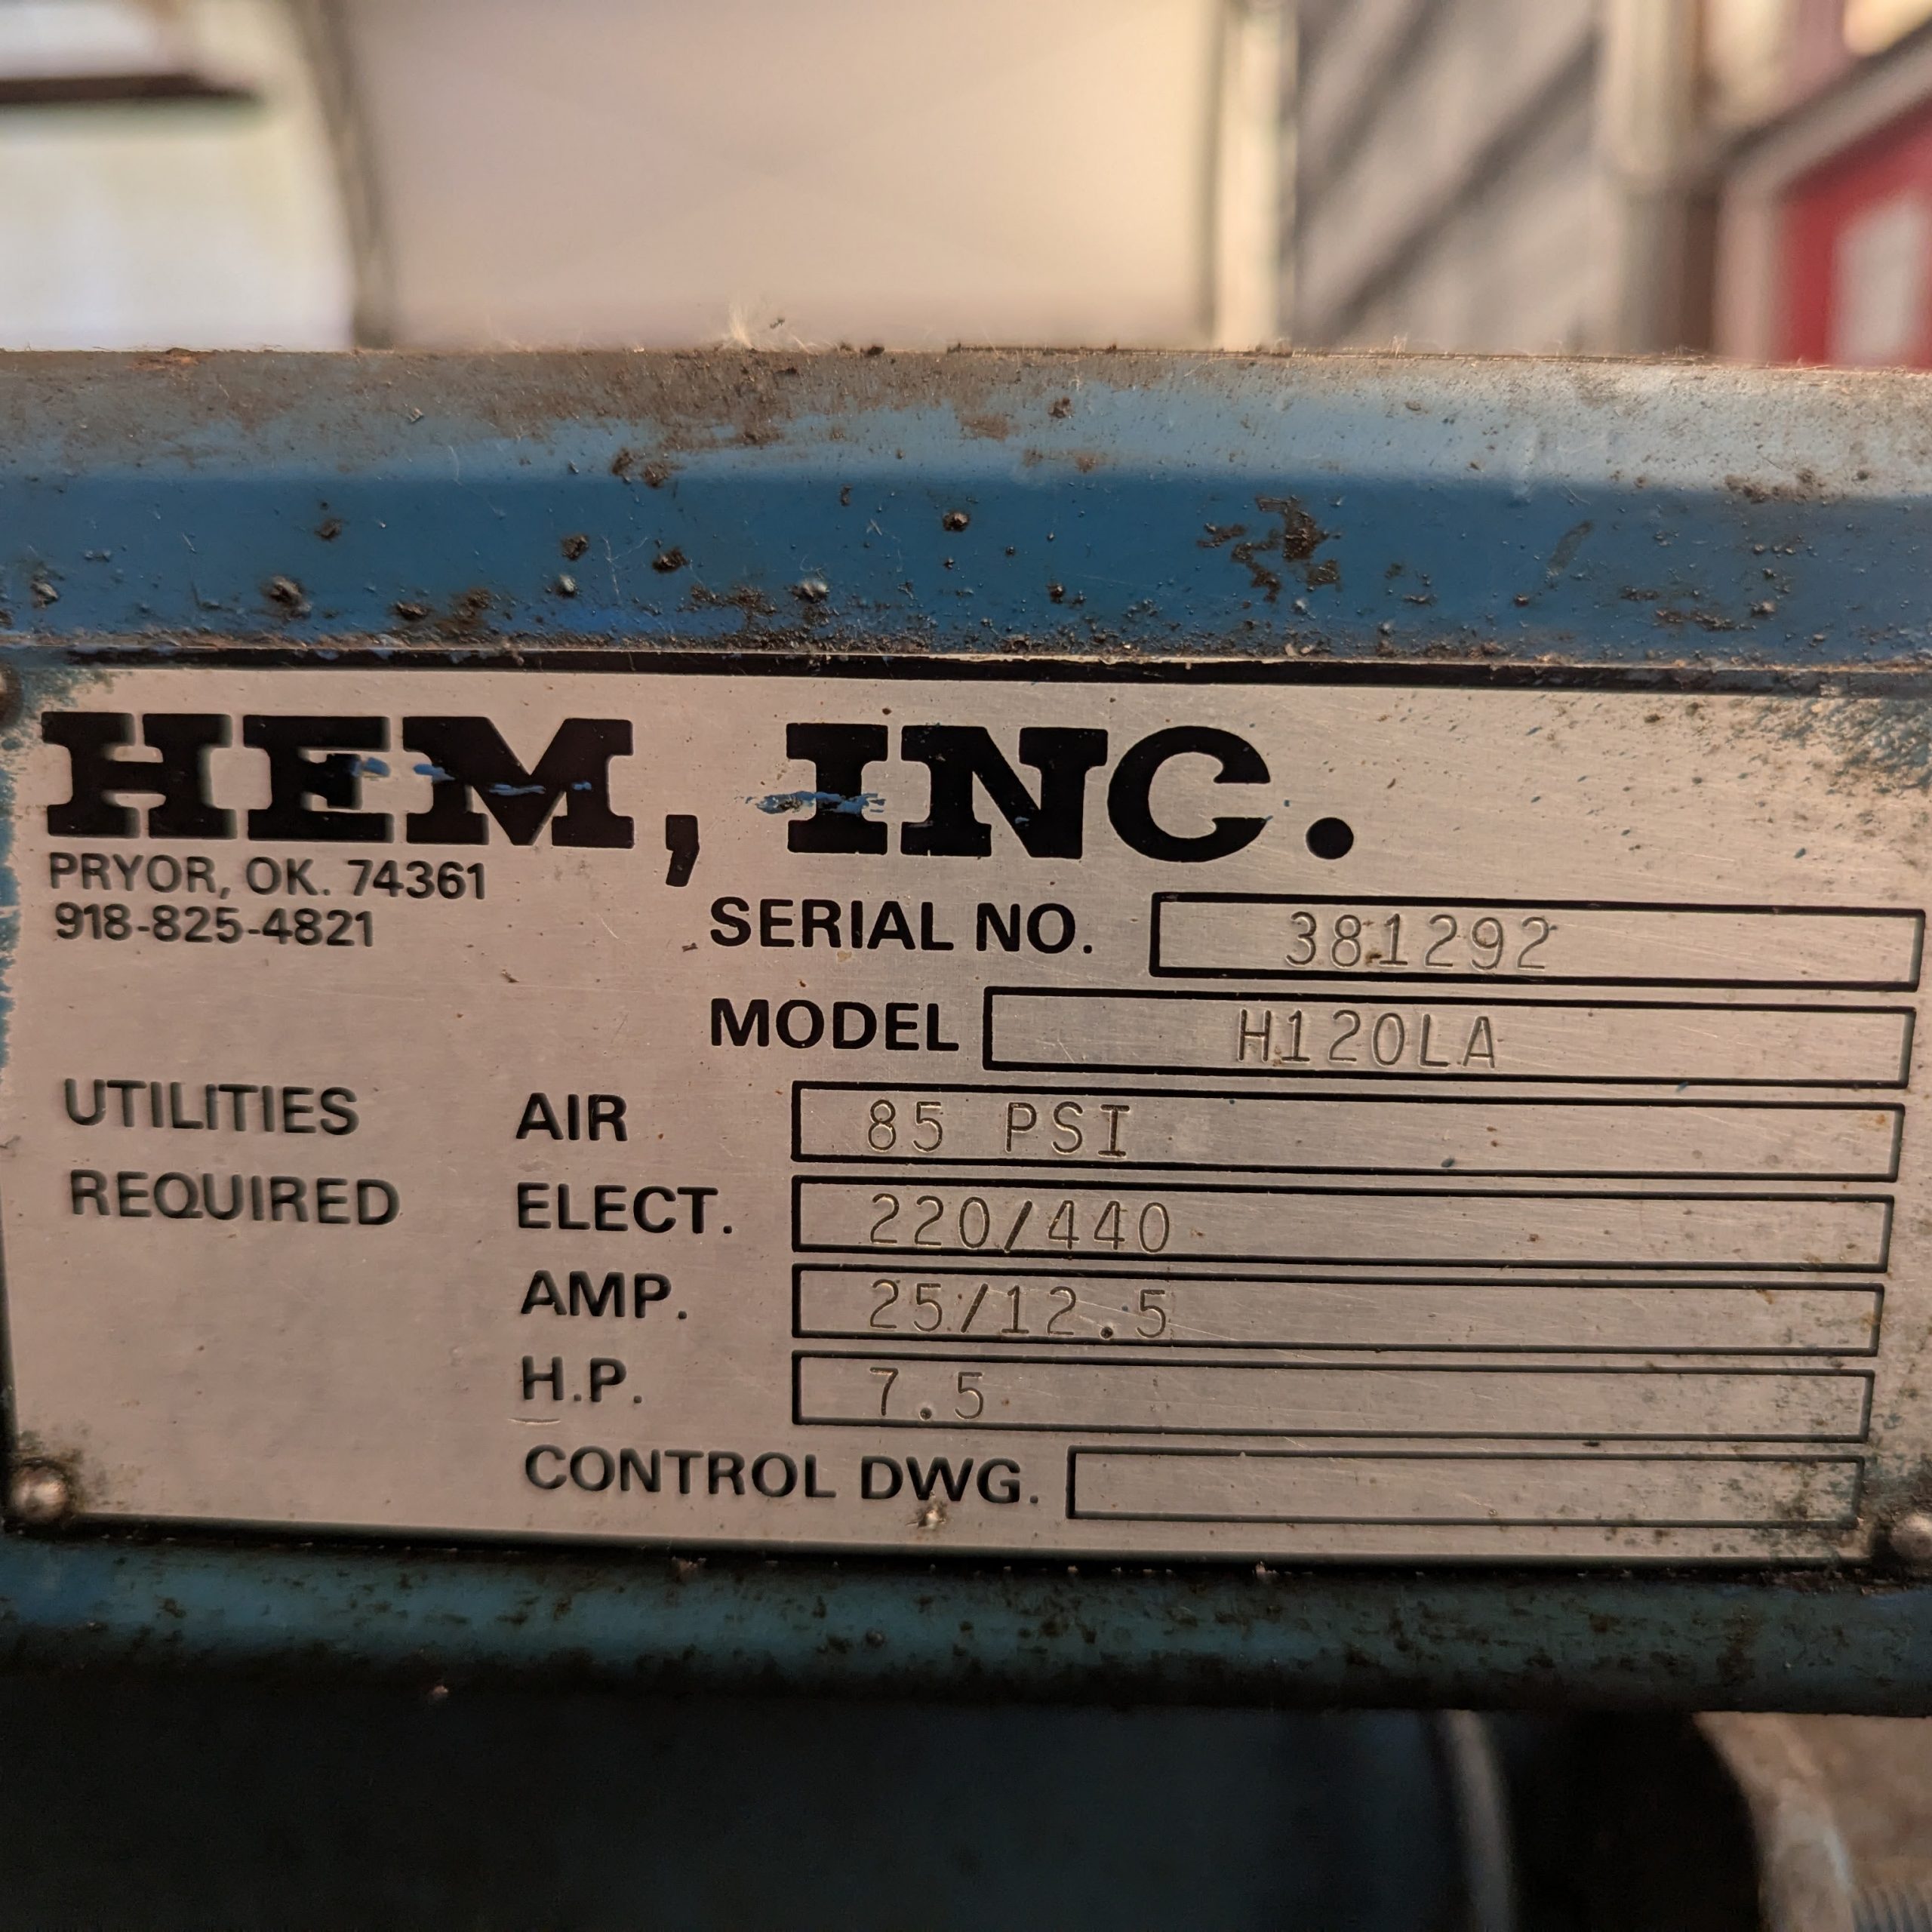 HEM, INC.
PRYOR, OK. 74361
918-825-4821
SERIAL NO. 381292
MODEL H120LA
UTILITIES AIR 85 PSI
REQUIRED ELECT. 220/440
AMP. 25/12.5
H.P. 7.5
CONTROL DWG.